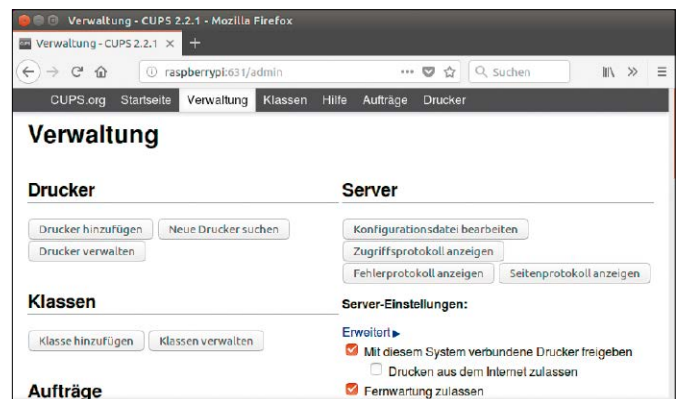 Verwaltung - CUPS 2.2.1 - Mozilla Firefox
Verwaltung - CUPS 2.2.1
raspberrypi:631/admin
Suchen
CUPS.org Startseite Verwaltung Klassen Hilfe Aufträge Drucker
Verwaltung
Drucker
Drucker hinzufügen Neue Drucker suchen
Drucker verwalten
Klassen
Klasse hinzufügen Klassen verwalten
Aufträge
Server
Konfigurationsdatei bearbeiten
Zugriffsprotokoll anzeigen
Fehlerprotokoll anzeigen Seitenprotokoll anzeigen
Server-Einstellungen:
Erweitert ▸
Mit diesem System verbundene Drucker freigeben
Drucken aus dem Internet zulassen
Fernwartung zulassen